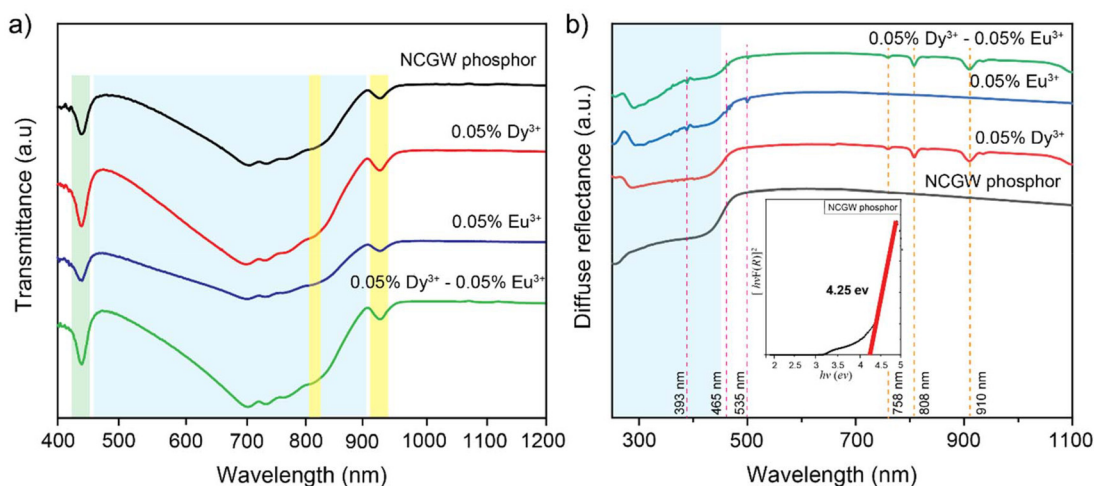 a)
Transmittance (a.u)
NCGW phosphor
0.05% Dy³⁺
0.05% Eu³⁺
0.05% Dy³⁺ - 0.05% Eu³⁺
400 500 600 700 800 900 1000 1100 1200
Wavelength (nm)
b)
Diffuse reflectance (a.u.)
0.05% Dy³⁺ - 0.05% Eu³⁺
0.05% Eu³⁺
0.05% Dy³⁺
NCGW phosphor
NCGW phosphor
[hνF(R)]²
4.25 ev
2 2.5 3.0 3.5 4.0 4.5 5
hν (ev)
393 nm
465 nm
535 nm
758 nm
808 nm
910 nm
300 500 700 900 1100
Wavelength (nm)